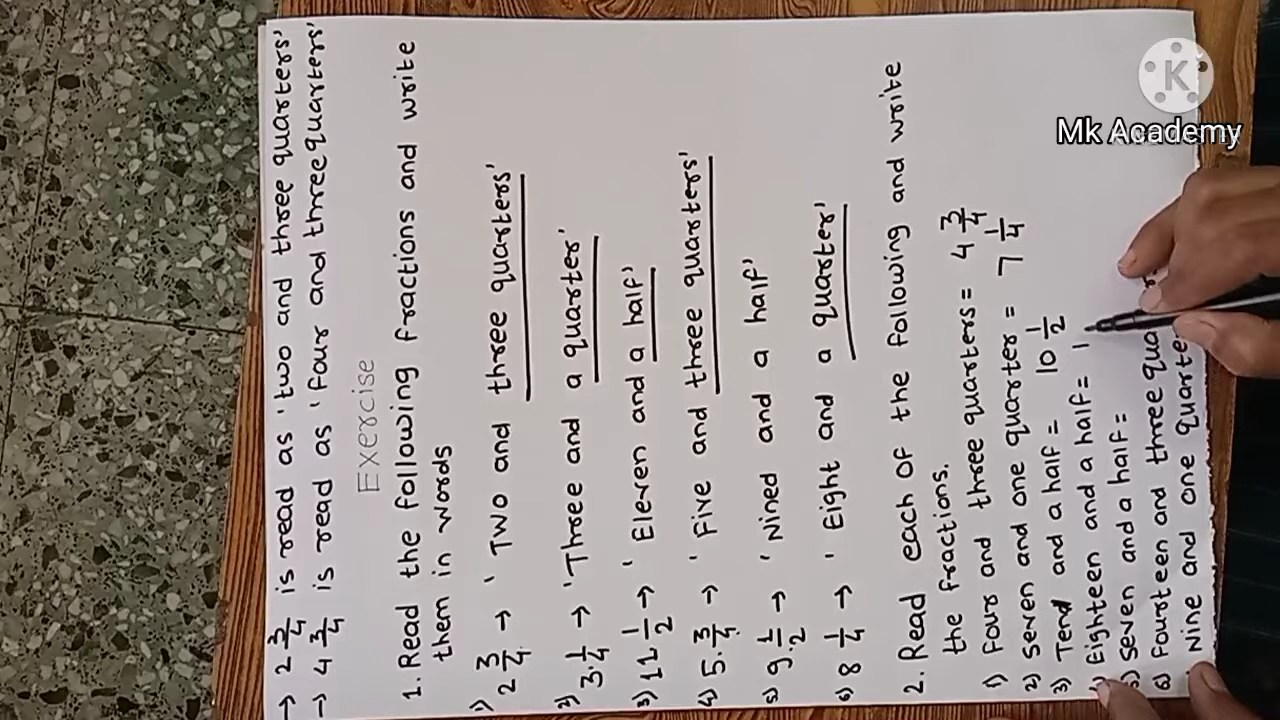 → 2 3/4 is read as 'two and three quarters'
→ 4 3/4 is read as 'four and three quarters'
Exercise
1. Read the following fractions and write
them in words
1) 2 3/4 → 'Two and three quarters'
2) 3 1/4 → 'Three and a quarter'
3) 11 1/2 → 'Eleven and a half'
4) 5 3/4 → 'Five and three quarters'
5) 9 1/2 → 'Nined and a half'
6) 8 1/4 → 'Eight and a quarter'
2. Read each of the following and write
the fractions.
1) Four and three quarters = 4 3/4
2) Seven and one quarter = 7 1/4
3) Tend and a half = 10 1/2
Eighteen and a half = 1
5) Seven and a half =
6) Fourteen and three
Nine and one
K
Mk Academy